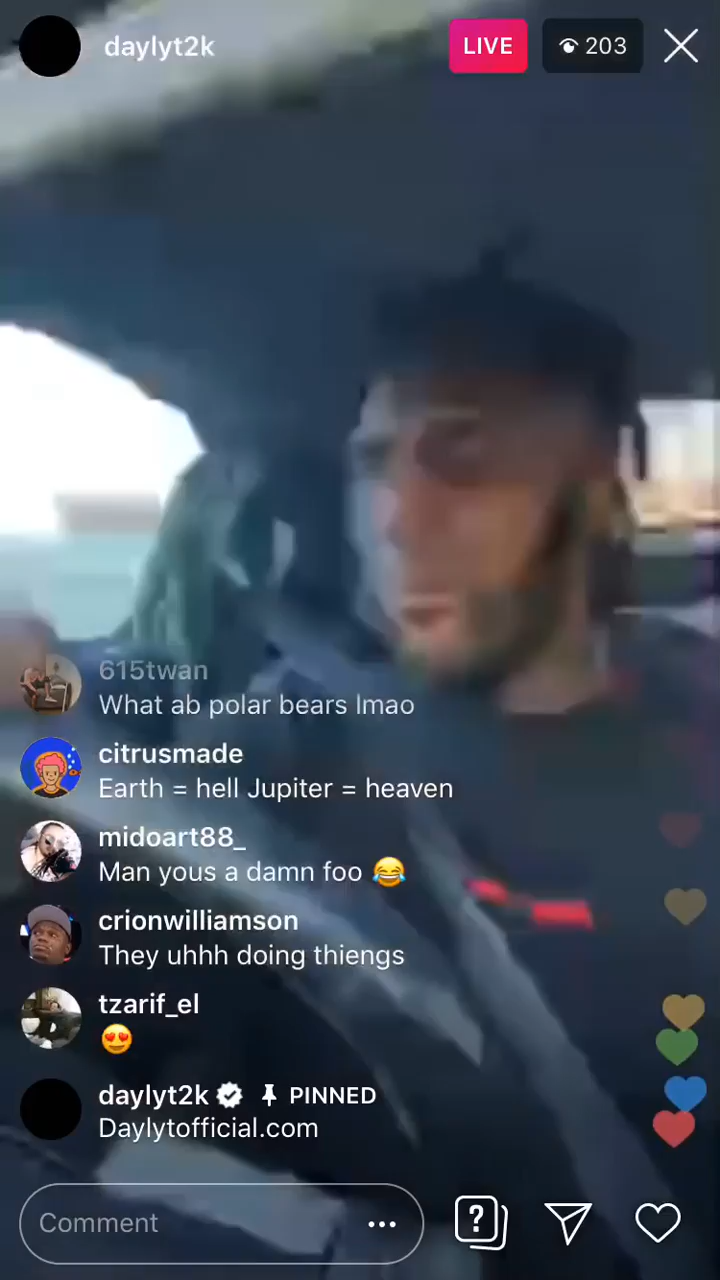 daylyt2k
LIVE
203
615twan
What ab polar bears lmao
citrusmade
Earth = hell Jupiter = heaven
midoart88_
Man yous a damn foo 😂
crionwilliamson
They uhhh doing thiengs
tzarif_el
😍
daylyt2k PINNED
Daylytofficial.com
Comment
?